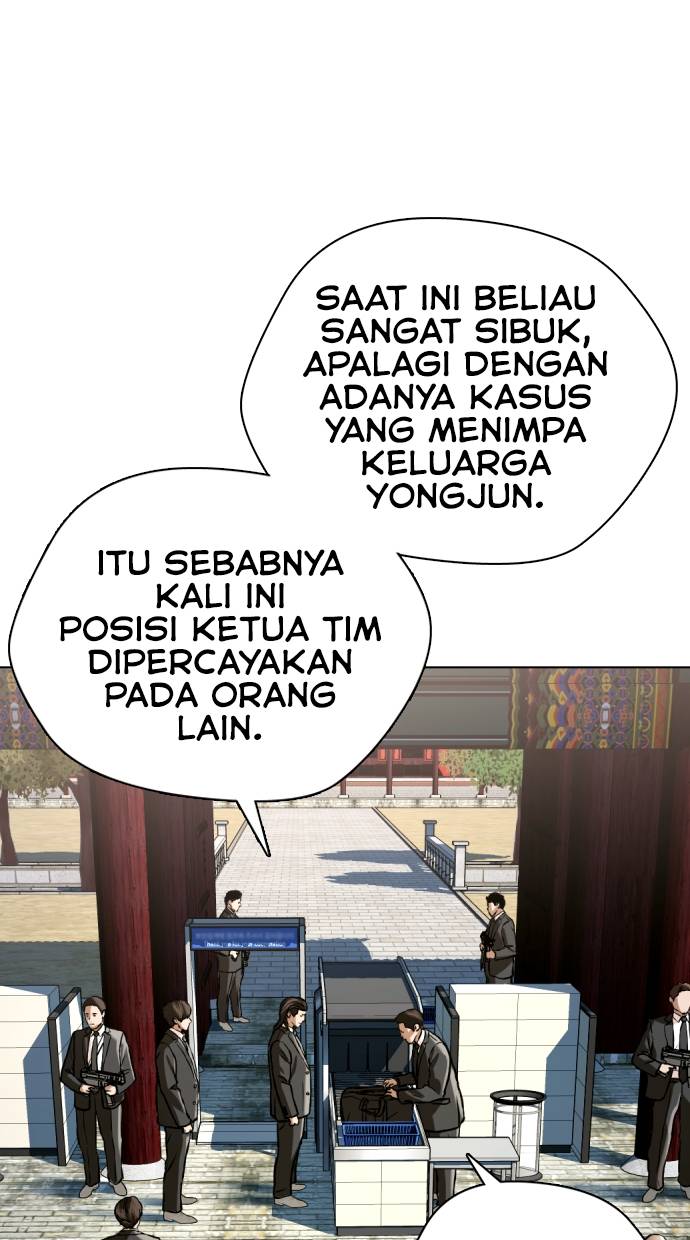 SAAT INI BELIAU
SANGAT SIBUK,
APALAGI DENGAN
ADANYA KASUS
YANG MENIMPA
KELUARGA
YONGJUN.
ITU SEBABNYA
KALI INI
POSISI KETUA TIM
DIPERCAYAKAN
PADA ORANG
LAIN.